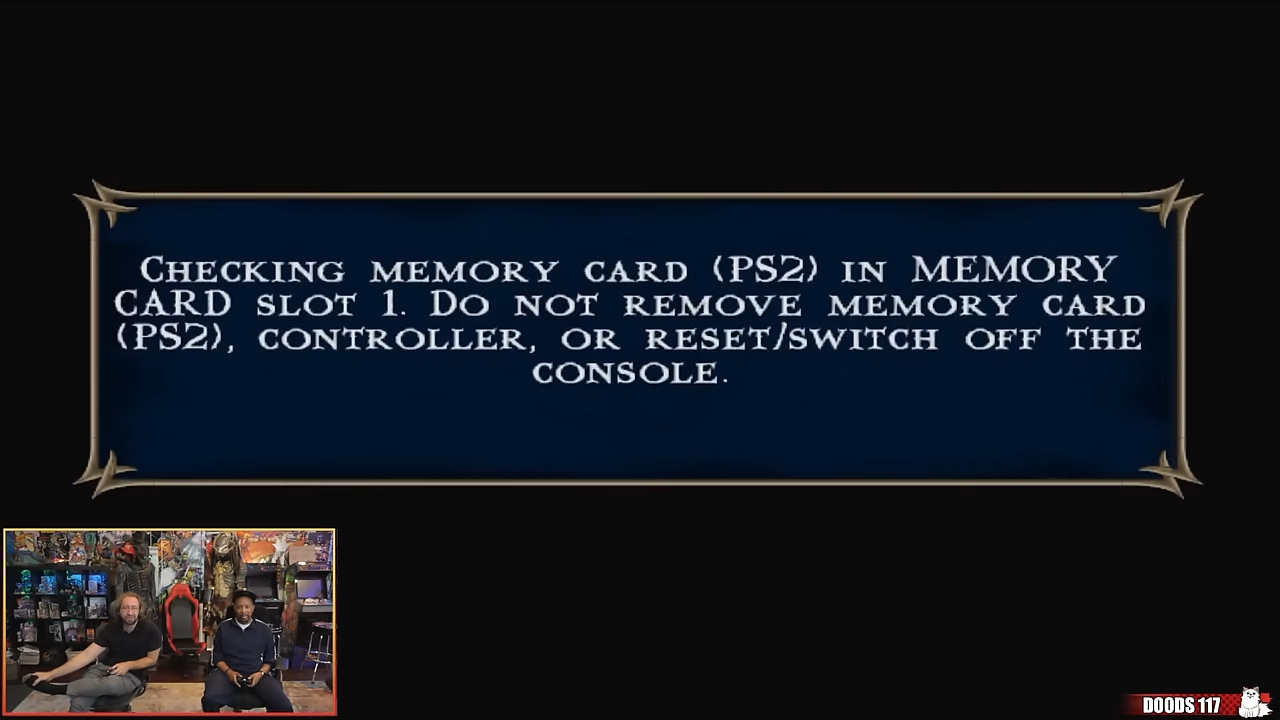 CHECKING MEMORY CARD (PS2) IN MEMORY
CARD SLOT 1. DO NOT REMOVE MEMORY CARD
(PS2), CONTROLLER, OR RESET/SWITCH OFF THE
CONSOLE.
DOODS 117